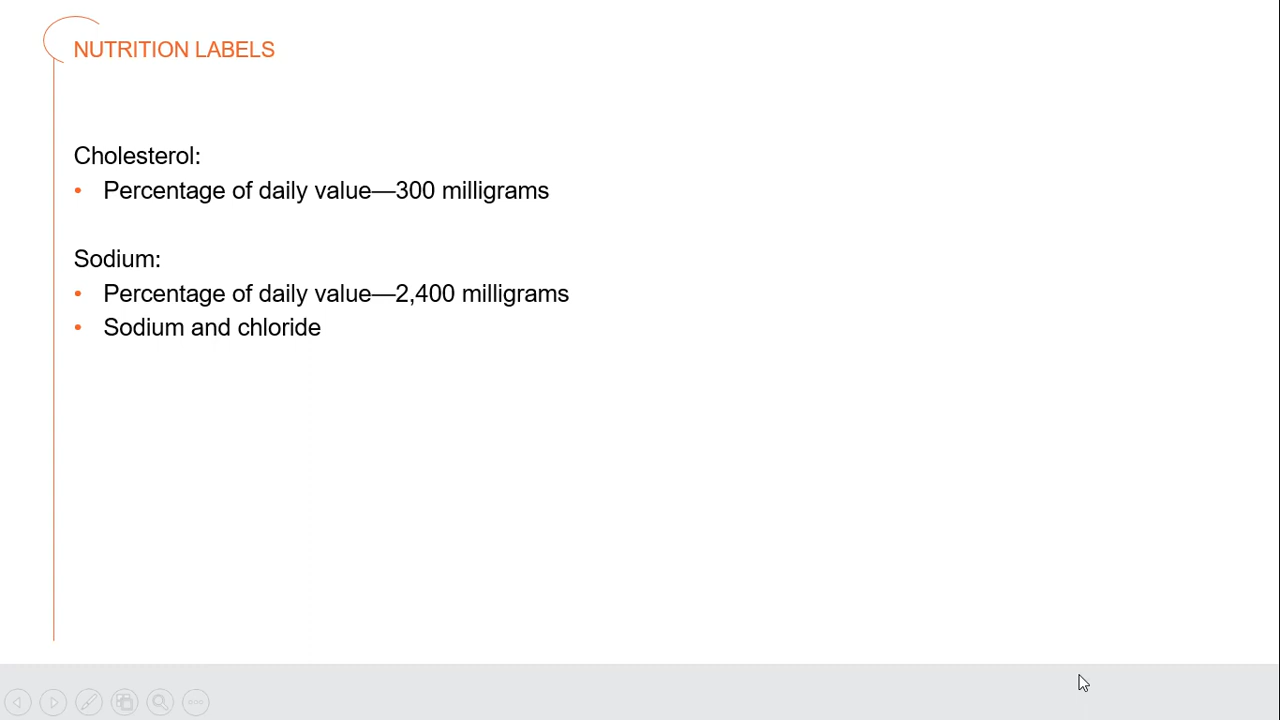 NUTRITION LABELS
Cholesterol:
• Percentage of daily value—300 milligrams
Sodium:
• Percentage of daily value—2,400 milligrams
• Sodium and chloride